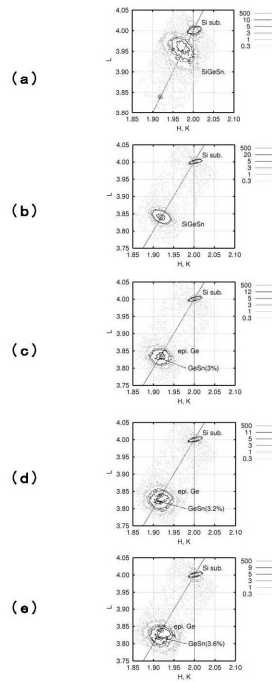 (a)
L
4.05
4.00
3.95
3.90
3.85
3.80
Si sub.
SiGeSn.
1.85 1.90 1.95 2.00 2.05 2.10
H, K
500
10
5
3
1
0.3
(b)
L
4.05
4.00
3.95
3.90
3.85
3.80
3.75
Si sub.
SiGeSn
1.85 1.90 1.95 2.00 2.05 2.10
H, K
500
20
5
3
1
0.3
(c)
L
4.05
4.00
3.95
3.90
3.85
3.80
3.75
Si sub.
epi. Ge
GeSn(3%)
1.85 1.90 1.95 2.00 2.05 2.10
H, K
500
12
5
3
1
0.3
(d)
L
4.05
4.00
3.95
3.90
3.85
3.80
3.75
Si sub.
epi. Ge
GeSn(3.2%)
1.85 1.90 1.95 2.00 2.05 2.10
H, K
500
11
5
3
1
0.3
(e)
L
4.05
4.00
3.95
3.90
3.85
3.80
3.75
Si sub.
epi. Ge
GeSn(3.6%)
1.85 1.90 1.95 2.00 2.05 2.10
H, K
500
9
5
3
1
0.3